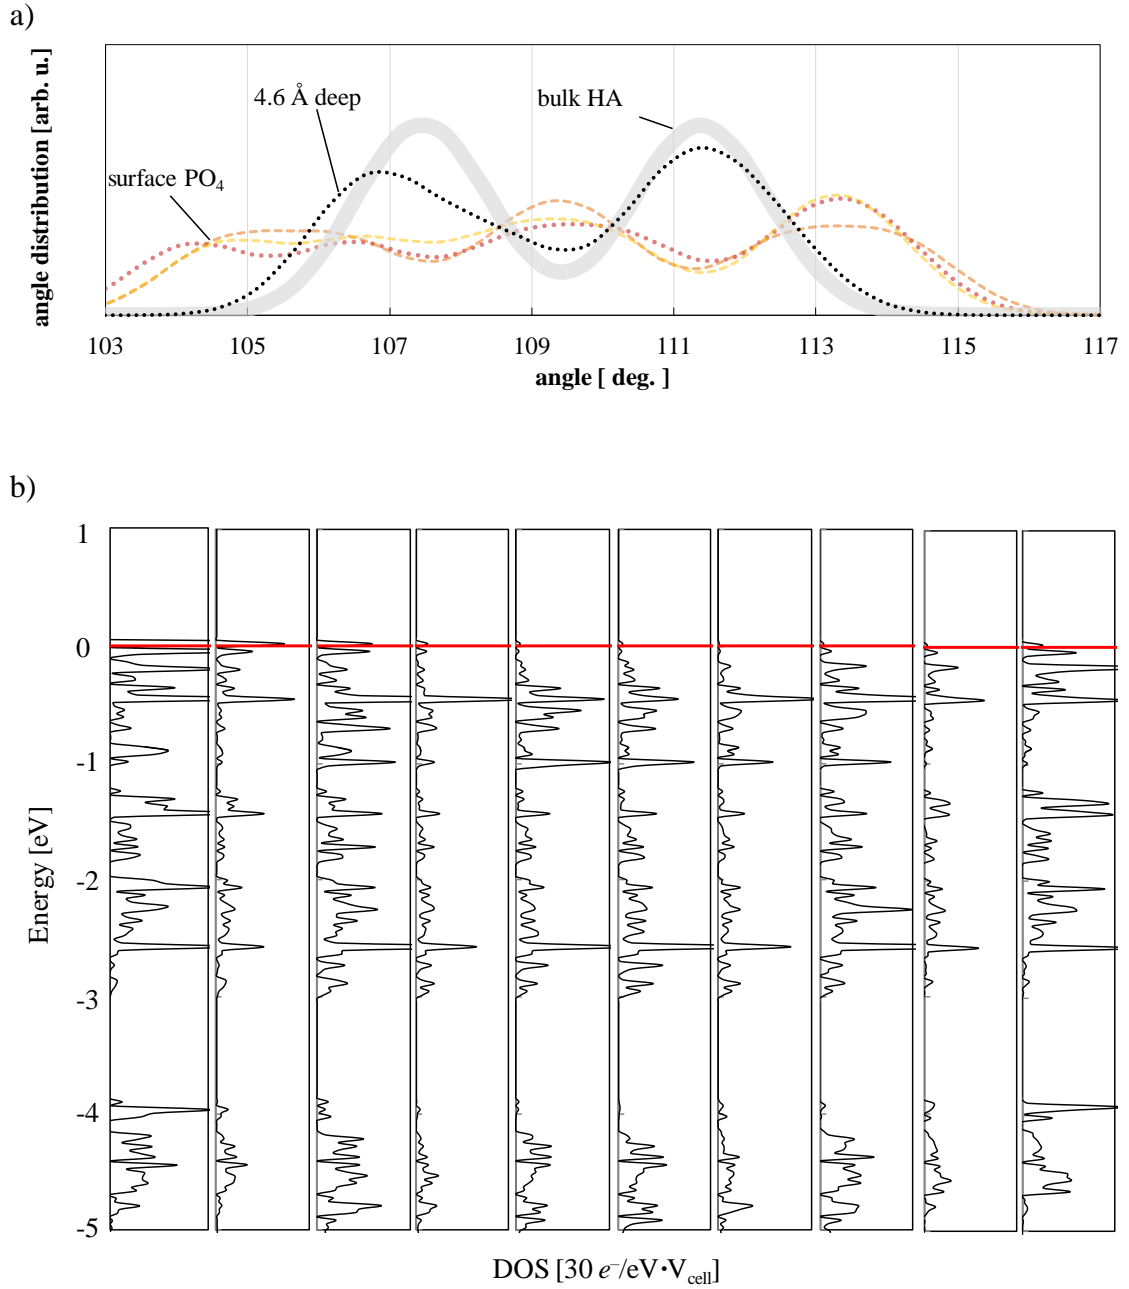 a)
angle distribution [arb. u.]
4.6 Å deep
bulk HA
surface PO4
103 105 107 109 111 113 115 117
angle [ deg. ]
b)
Energy [eV]
1
0
-1
-2
-3
-4
-5
DOS [30 e–/eV·Vcell]